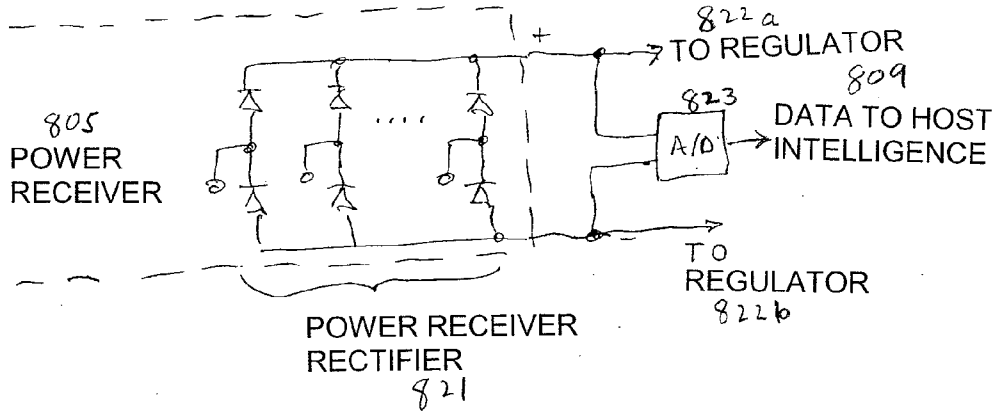 822a
+
TO REGULATOR
809
823
DATA TO HOST
INTELLIGENCE
A/D
805
POWER
RECEIVER
....
−
TO
REGULATOR
822b
POWER RECEIVER
RECTIFIER
821